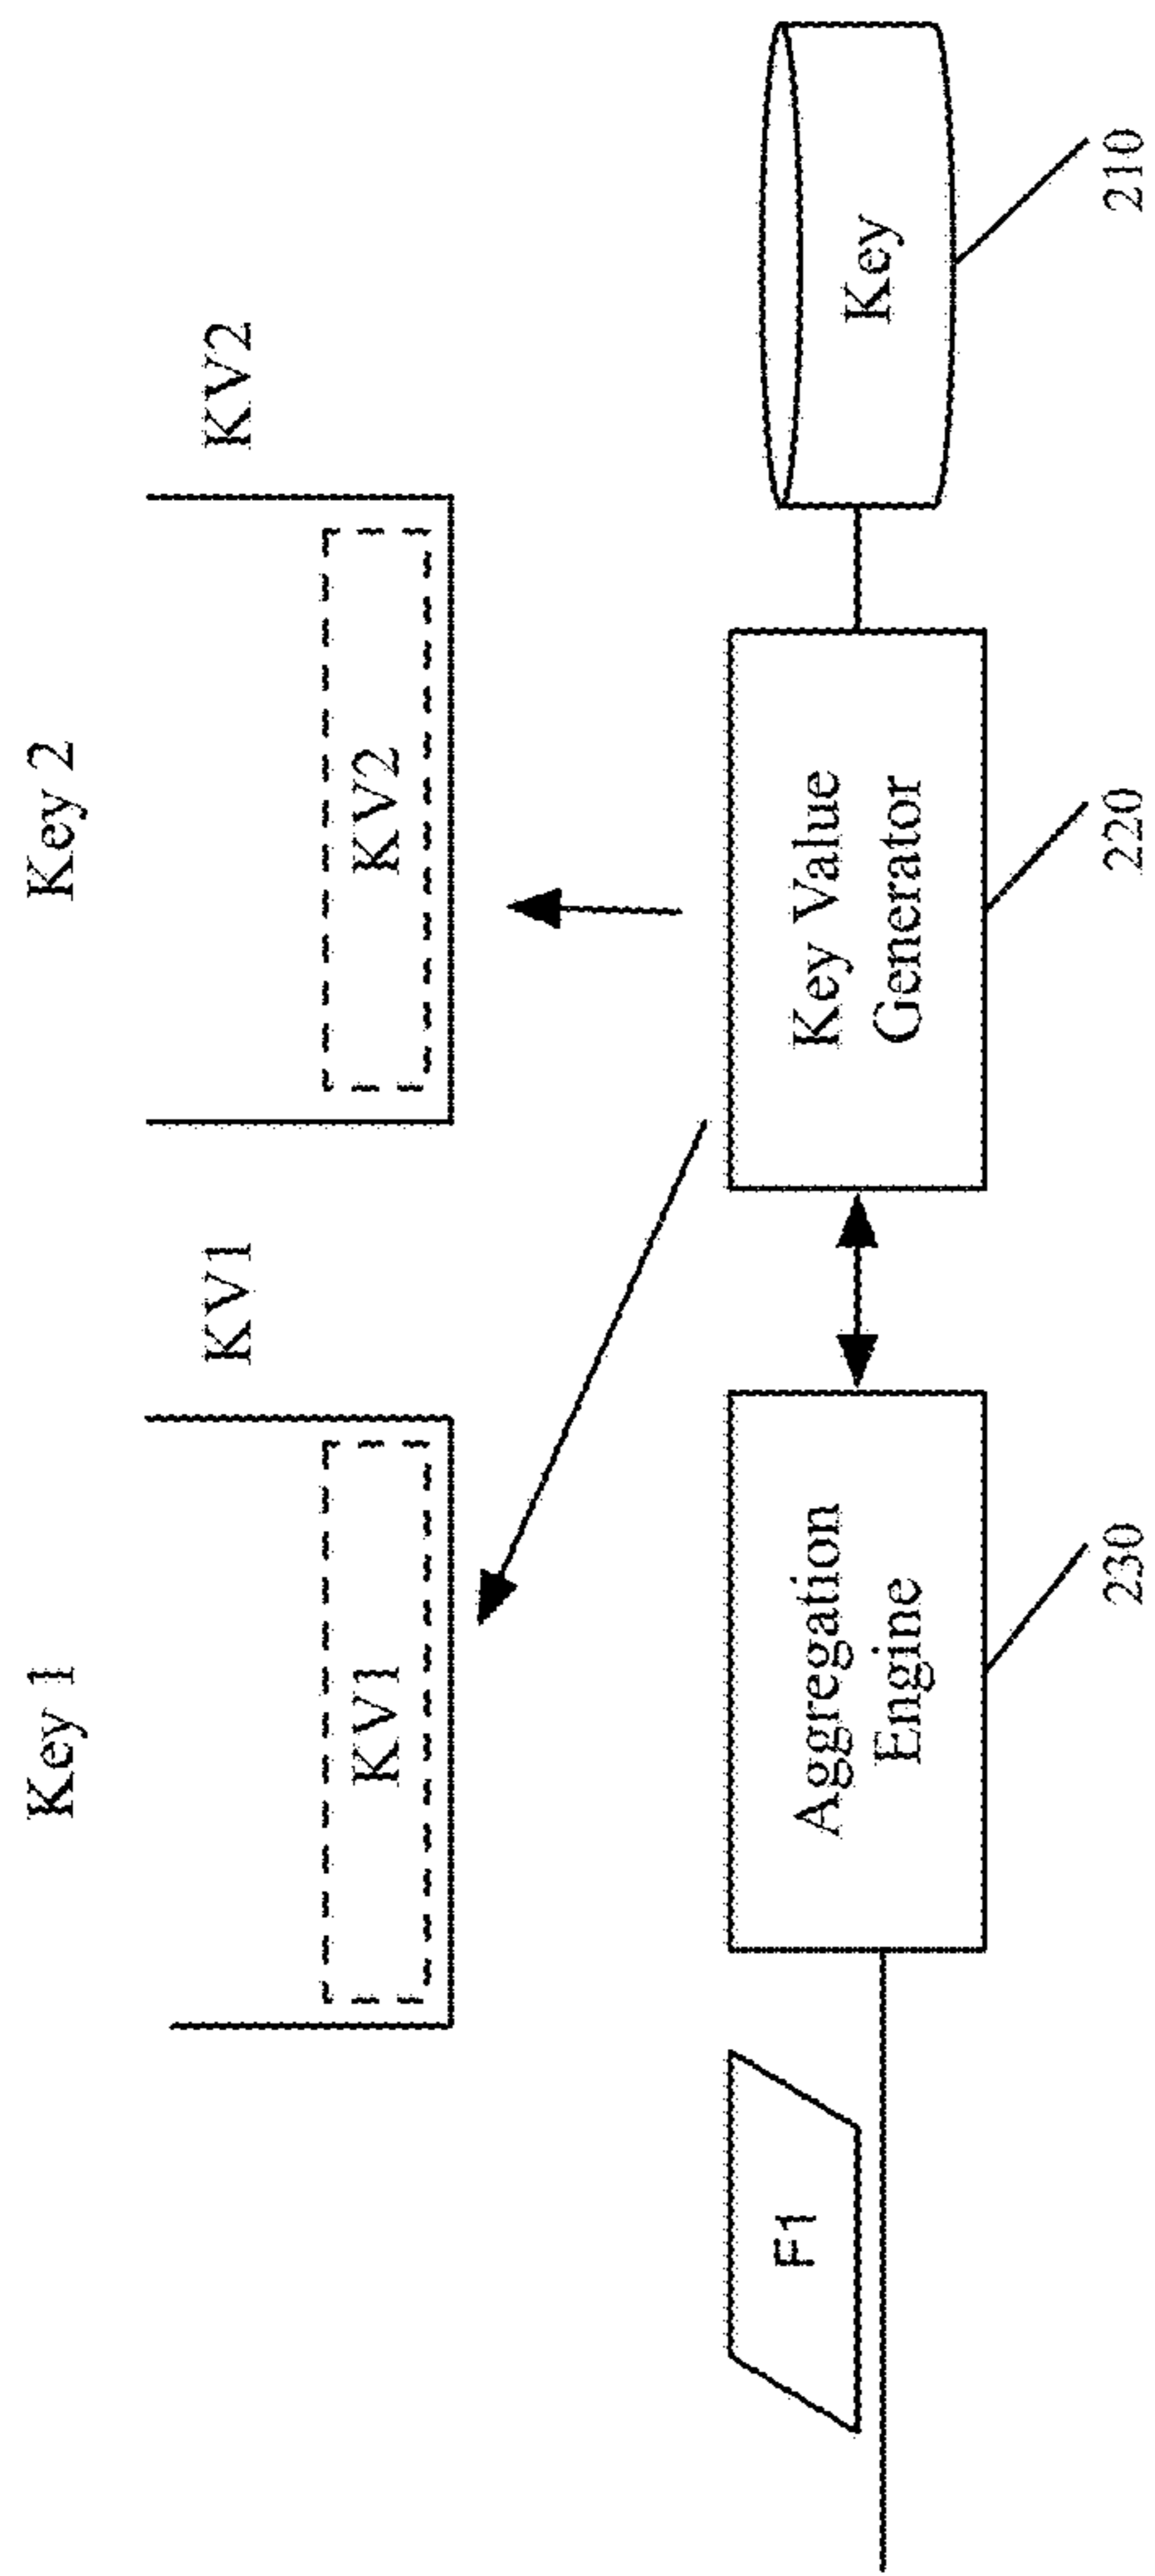 Key 1
Key 2
KV1
KV2
KV1
KV2
F1
Aggregation
Engine
Key Value
Generator
Key
230
220
210